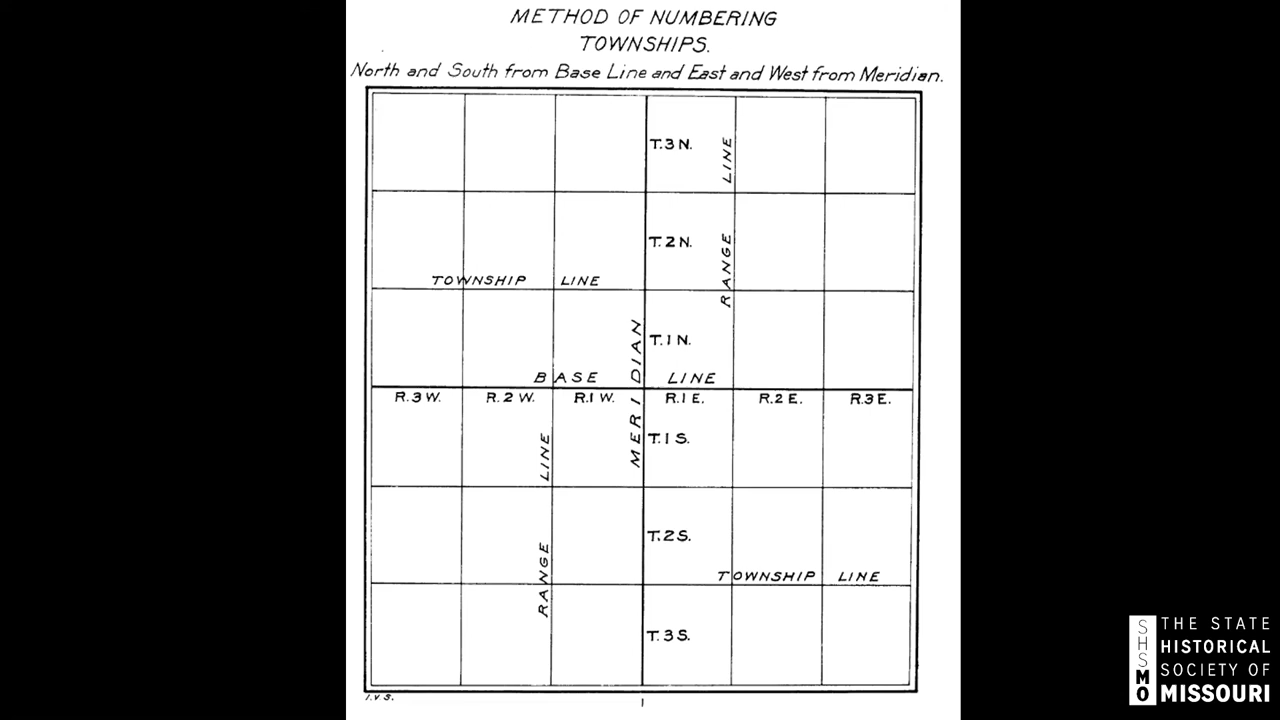 METHOD OF NUMBERING
TOWNSHIPS.
North and South from Base Line and East and West from Meridian.
T.3 N.
RANGE LINE
T.2 N.
TOWNSHIP LINE
T.1 N.
MERIDIAN
BASE LINE
R.3 W. R.2 W. R.1 W. R.1 E. R.2 E. R.3 E.
T.1 S.
RANGE LINE
T.2 S.
TOWNSHIP LINE
T.3 S.
I.V.S.
1
SHSMO
THE STATE
HISTORICAL
SOCIETY OF
MISSOURI